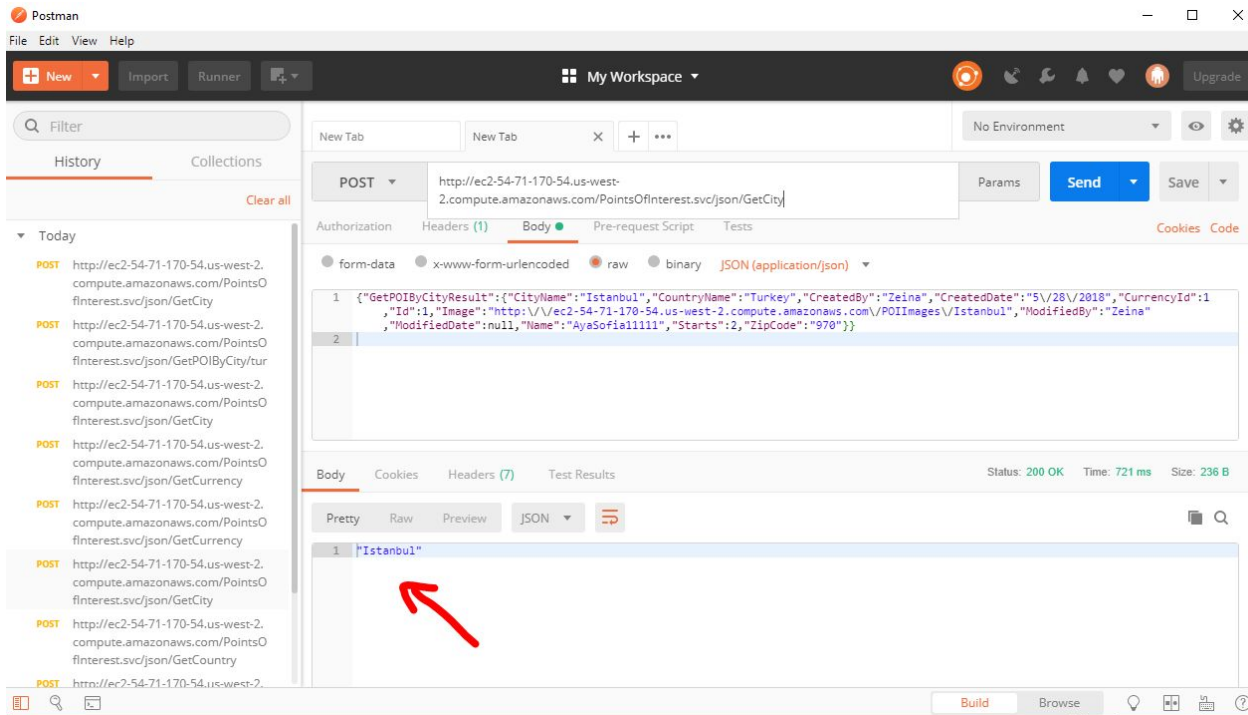 Postman
File Edit View Help
New Import Runner My Workspace Upgrade
Filter
History Collections
Clear all
Today
POST http://ec2-54-71-170-54.us-west-2.
compute.amazonaws.com/PointsO
fInterest.svc/json/GetCity
POST http://ec2-54-71-170-54.us-west-2.
compute.amazonaws.com/PointsO
fInterest.svc/json/GetPOIByCity/tur
POST http://ec2-54-71-170-54.us-west-2.
compute.amazonaws.com/PointsO
fInterest.svc/json/GetCity
POST http://ec2-54-71-170-54.us-west-2.
compute.amazonaws.com/PointsO
fInterest.svc/json/GetCurrency
POST http://ec2-54-71-170-54.us-west-2.
compute.amazonaws.com/PointsO
fInterest.svc/json/GetCurrency
POST http://ec2-54-71-170-54.us-west-2.
compute.amazonaws.com/PointsO
fInterest.svc/json/GetCity
POST http://ec2-54-71-170-54.us-west-2.
compute.amazonaws.com/PointsO
fInterest.svc/json/GetCountry
POST http://ec2-54-71-170-54.us-west-2.
New Tab New Tab No Environment
POST http://ec2-54-71-170-54.us-west-
2.compute.amazonaws.com/PointsOfInterest.svc/json/GetCity
Params Send Save
Authorization Headers (1) Body Pre-request Script Tests Cookies Code
form-data x-www-form-urlencoded raw binary JSON (application/json)
1 {"GetPOIByCityResult":{"CityName":"Istanbul","CountryName":"Turkey","CreatedBy":"Zeina","CreatedDate":"5\/28\/2018","CurrencyId":1
,"Id":1,"Image":"http:\/\/ec2-54-71-170-54.us-west-2.compute.amazonaws.com\/POIImages\/Istanbul","ModifiedBy":"Zeina"
,"ModifiedDate":null,"Name":"AyaSofia11111","Starts":2,"ZipCode":"970"}}
2
Body Cookies Headers (7) Test Results Status: 200 OK Time: 721 ms Size: 236 B
Pretty Raw Preview JSON
1 "Istanbul"
Build Browse